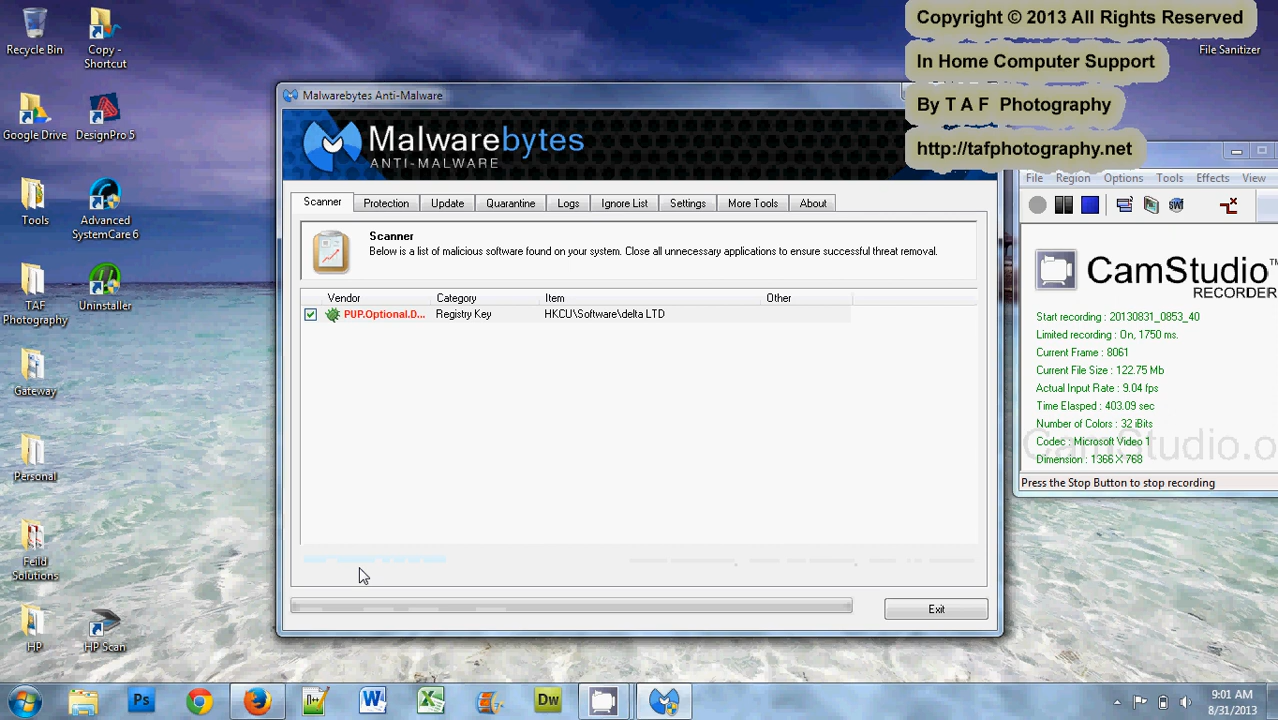 Recycle Bin
Copy -
Shortcut
Google Drive
DesignPro 5
Tools
Advanced
SystemCare 6
TAF
Photography
Uninstaller
Gateway
Personal
Feild
Solutions
HP
HP Scan
Malwarebytes Anti-Malware
Malwarebytes
ANTI-MALWARE
Scanner
Protection
Update
Quarantine
Logs
Ignore List
Settings
More Tools
About
Scanner
Below is a list of malicious software found on your system. Close all unnecessary applications to ensure successful threat removal.
Vendor Category Item Other
PUP.Optional.D... Registry Key HKCU\Software\delta LTD
Exit
Copyright © 2013 All Rights Reserved
In Home Computer Support
By T A F Photography
http://tafphotography.net
File Sanitizer
File Region Options Tools Effects View
CamStudio™
RECORDER
Start recording : 20130831_0853_40
Limited recording : On, 1750 ms.
Current Frame : 8061
Current File Size : 122.75 Mb
Actual Input Rate : 9.04 fps
Time Elasped : 403.09 sec
Number of Colors : 32 iBits
Codec : Microsoft Video 1
Dimension : 1366 X 768
CamStudio.o
Press the Stop Button to stop recording
Ps
W
Dw
9:01 AM
8/31/2013